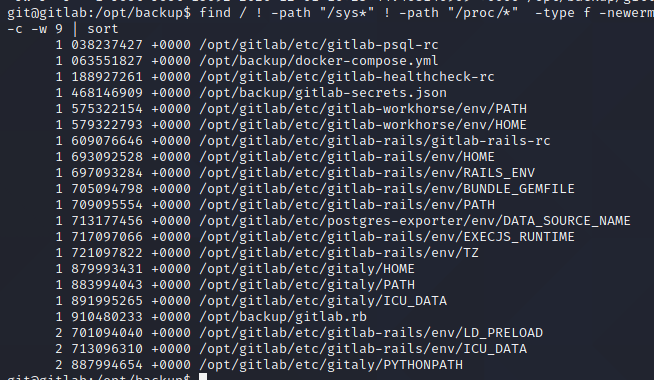 git@gitlab:/opt/backup$ find / ! -path "/sys*" ! -path "/proc/*"  -type f -newerm
-c -w 9 | sort
      1 038237427 +0000 /opt/gitlab/etc/gitlab-psql-rc
      1 063551827 +0000 /opt/backup/docker-compose.yml
      1 188927261 +0000 /opt/gitlab/etc/gitlab-healthcheck-rc
      1 468146909 +0000 /opt/backup/gitlab-secrets.json
      1 575322154 +0000 /opt/gitlab/etc/gitlab-workhorse/env/PATH
      1 579322793 +0000 /opt/gitlab/etc/gitlab-workhorse/env/HOME
      1 609076646 +0000 /opt/gitlab/etc/gitlab-rails/gitlab-rails-rc
      1 693092528 +0000 /opt/gitlab/etc/gitlab-rails/env/HOME
      1 697093284 +0000 /opt/gitlab/etc/gitlab-rails/env/RAILS_ENV
      1 705094798 +0000 /opt/gitlab/etc/gitlab-rails/env/BUNDLE_GEMFILE
      1 709095554 +0000 /opt/gitlab/etc/gitlab-rails/env/PATH
      1 713177456 +0000 /opt/gitlab/etc/postgres-exporter/env/DATA_SOURCE_NAME
      1 717097066 +0000 /opt/gitlab/etc/gitlab-rails/env/EXECJS_RUNTIME
      1 721097822 +0000 /opt/gitlab/etc/gitlab-rails/env/TZ
      1 879993431 +0000 /opt/gitlab/etc/gitaly/HOME
      1 883994043 +0000 /opt/gitlab/etc/gitaly/PATH
      1 891995265 +0000 /opt/gitlab/etc/gitaly/ICU_DATA
      1 910480233 +0000 /opt/backup/gitlab.rb
      2 701094040 +0000 /opt/gitlab/etc/gitlab-rails/env/LD_PRELOAD
      2 713096310 +0000 /opt/gitlab/etc/gitlab-rails/env/ICU_DATA
      2 887994654 +0000 /opt/gitlab/etc/gitaly/PYTHONPATH
git@gitlab:/opt/backup$